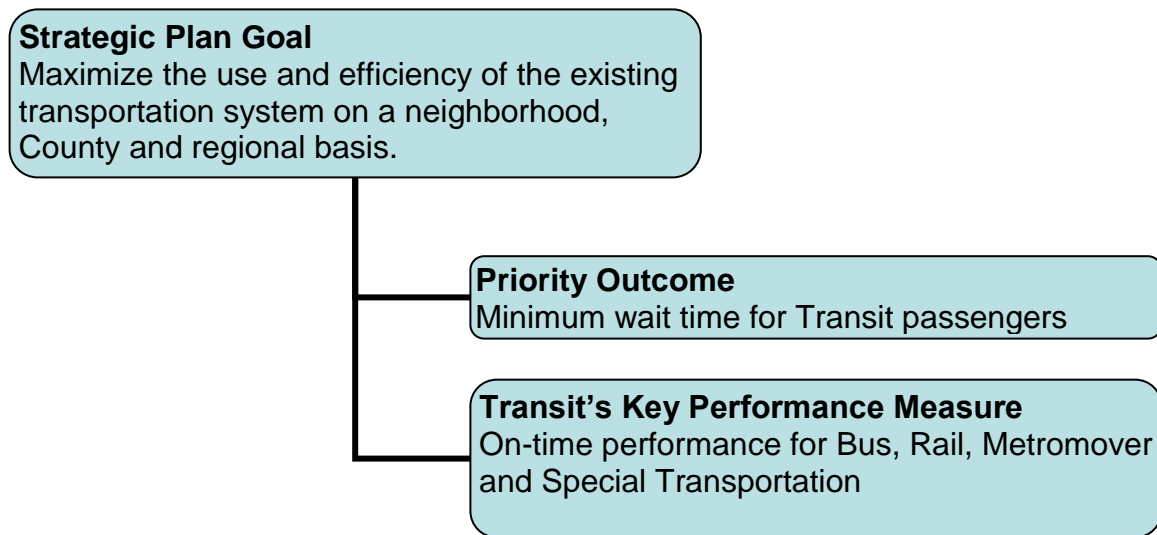 Strategic Plan Goal
Maximize the use and efficiency of the existing
transportation system on a neighborhood,
County and regional basis.
Priority Outcome
Minimum wait time for Transit passengers
Transit’s Key Performance Measure
On-time performance for Bus, Rail, Metromover
and Special Transportation